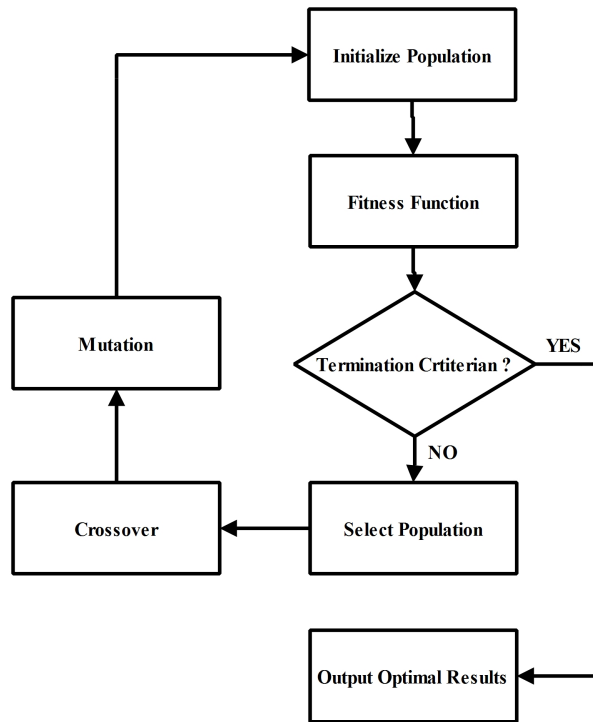 Initialize Population
Fitness Function
Mutation
Termination Crtiterian ?
YES
NO
Crossover
Select Population
Output Optimal Results